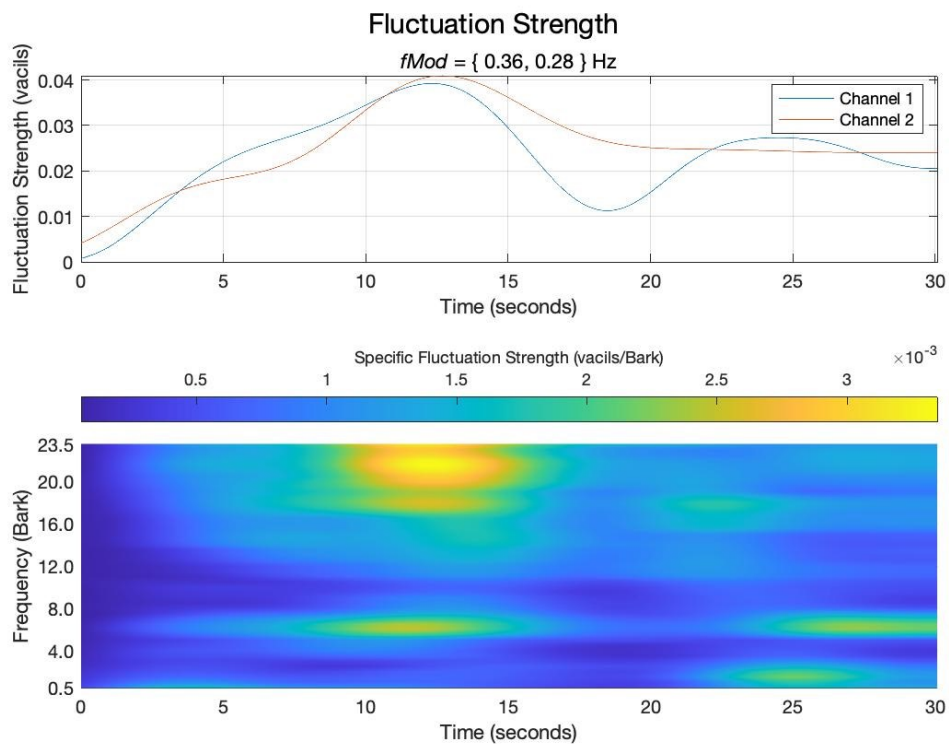 Fluctuation Strength
fMod = { 0.36, 0.28 } Hz
Fluctuation Strength (vacils)
0.04
0.03
0.02
0.01
0
Channel 1
Channel 2
0 5 10 15 20 25 30
Time (seconds)
Specific Fluctuation Strength (vacils/Bark)
×10⁻³
0.5 1 1.5 2 2.5 3
Frequency (Bark)
23.5
20.0
16.0
12.0
8.0
4.0
0.5
0 5 10 15 20 25 30
Time (seconds)